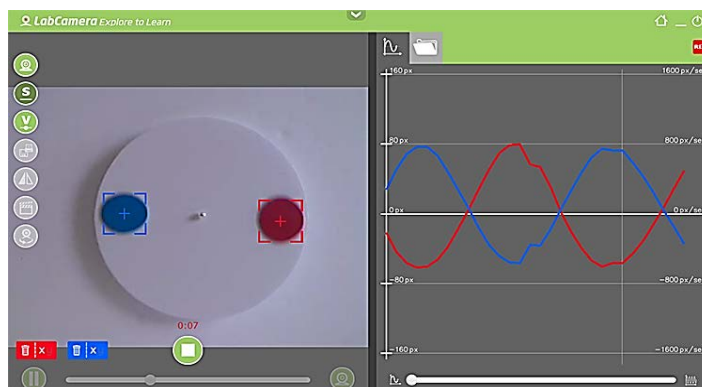 LabCamera Explore to Learn
S
V
0:07
X
X
RE
160 px
1600 px/se
80 px
800 px/se
0 px
0 px/se
-80 px
-800 px/se
-160 px
-1600 px/se